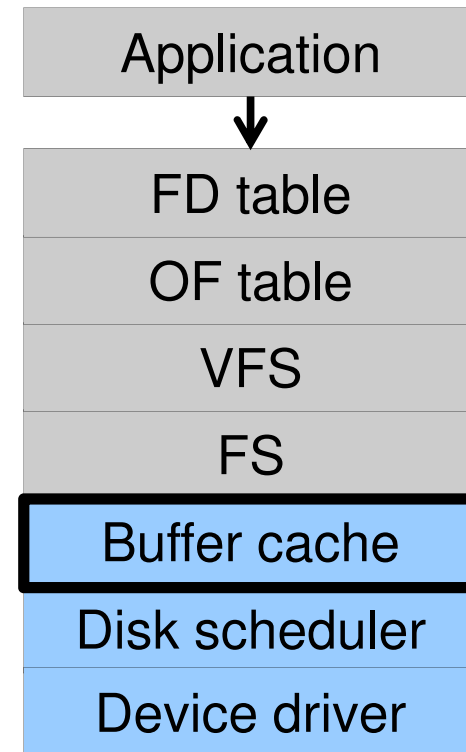 Application
FD table
OF table
VFS
FS
Buffer cache
Disk scheduler
Device driver